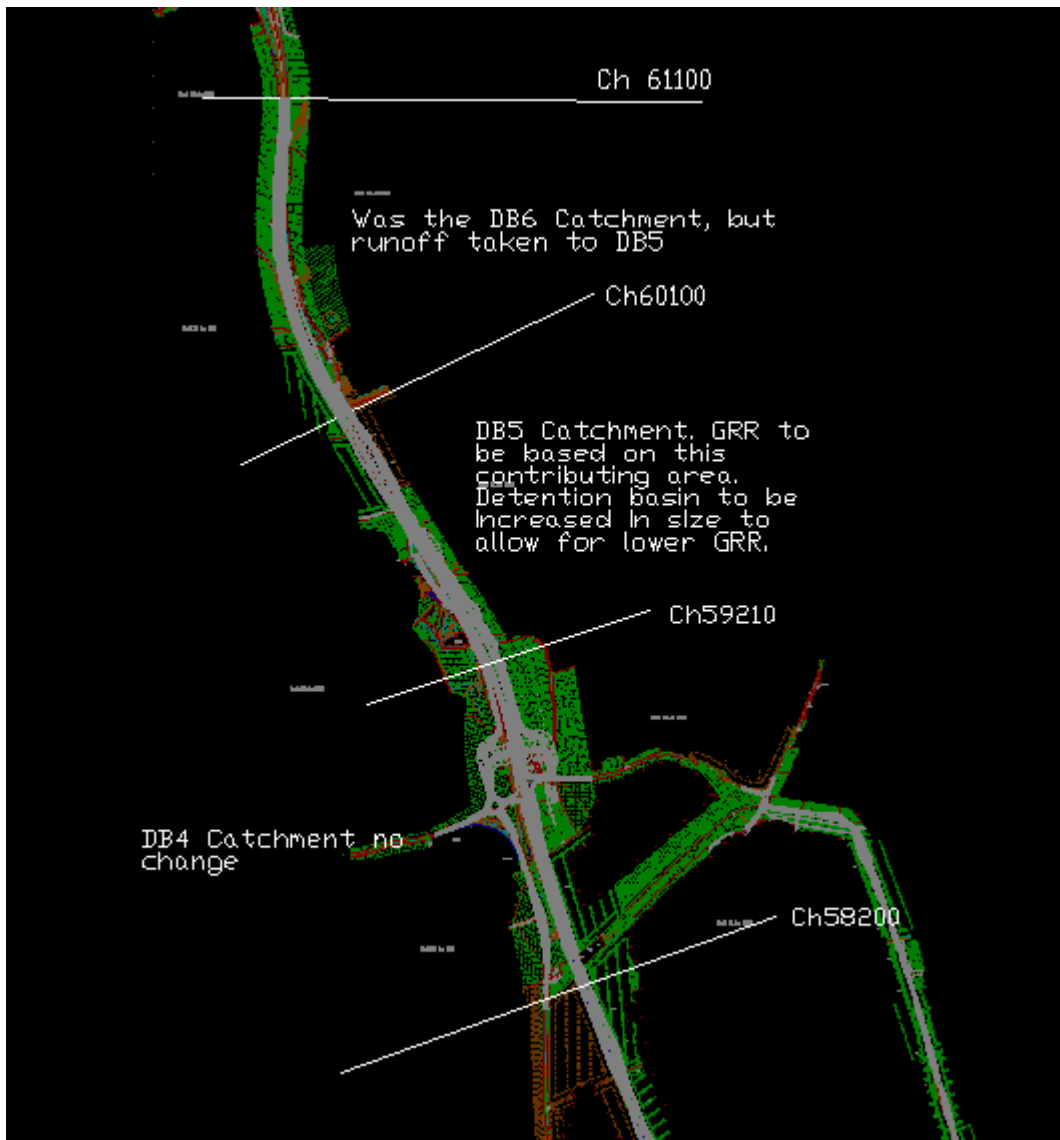 Ch 61100
Was the DB6 Catchment, but
runoff taken to DB5
Ch60100
DB5 Catchment. GRR to
be based on this
contributing area.
Detention basin to be
increased in size to
allow for lower GRR.
Ch59210
DB4 Catchment no
change
Ch58200